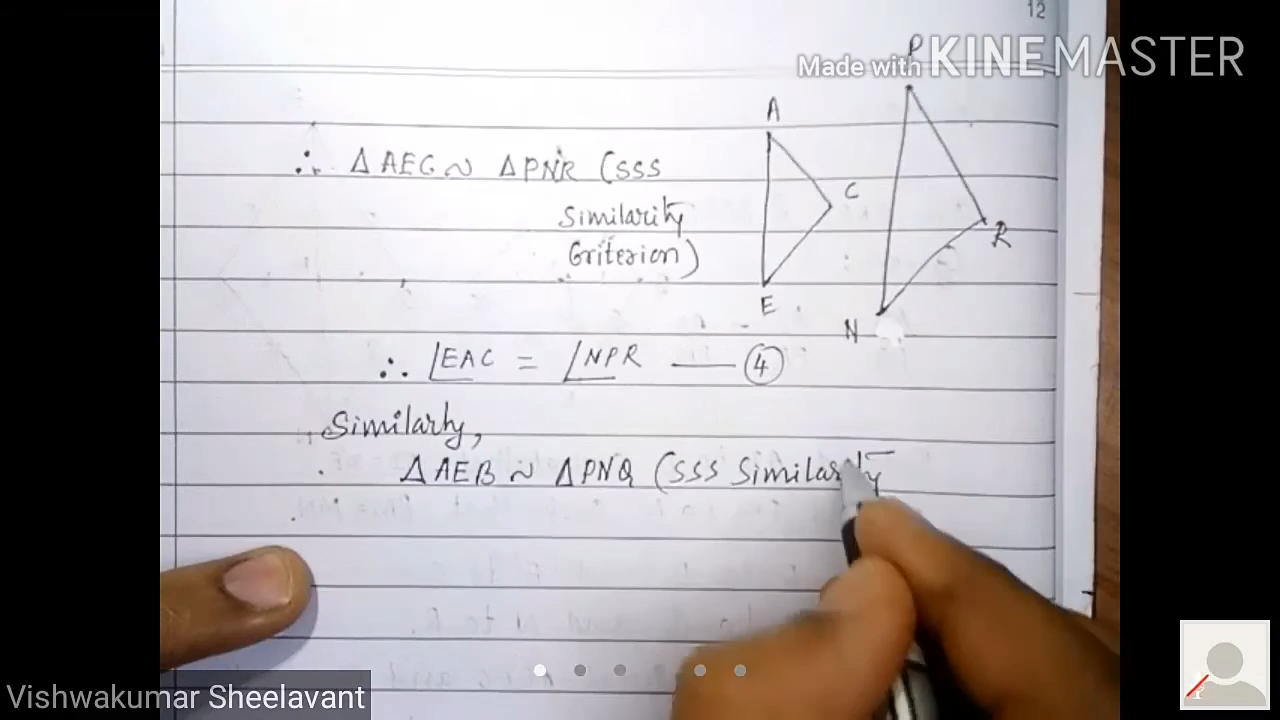 12
Made with KINEMASTER
P
A
∴ ΔAEC ~ ΔPNR (SSS
C
Similarity
R
Criterion)
E
N
∴ ∠EAC = ∠NPR —— ④
Similarly,
ΔAEB ~ ΔPNQ (SSS Similarity
Vishwakumar Sheelavant